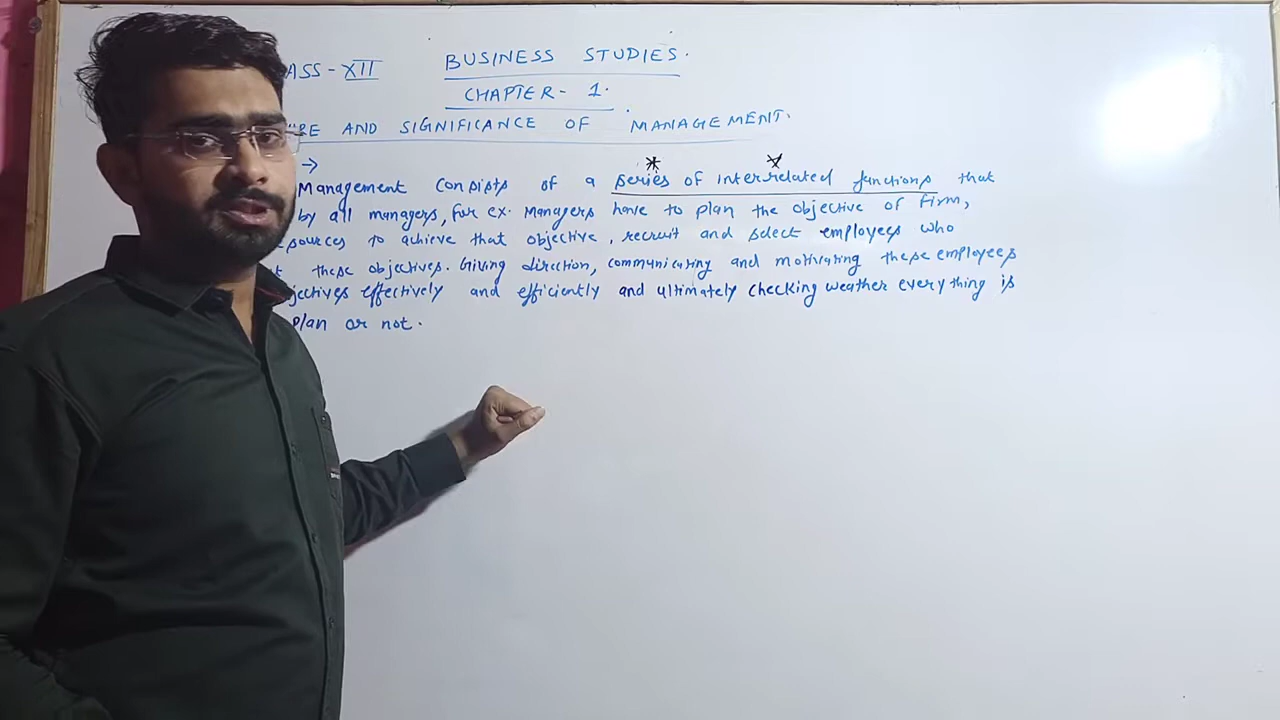 ASS - XII BUSINESS STUDIES.
CHAPTER - 1.
RE AND SIGNIFICANCE OF MANAGEMENT.
→
Management consists of a series of interrelated functions that
by all managers, for ex. Managers have to plan the objective of firm,
sources to achieve that objective, recruit and select employees who
these objectives. Giving direction, communicating and motivating these employees
jectives effectively and efficiently and ultimately checking weather everything is
plan or not.